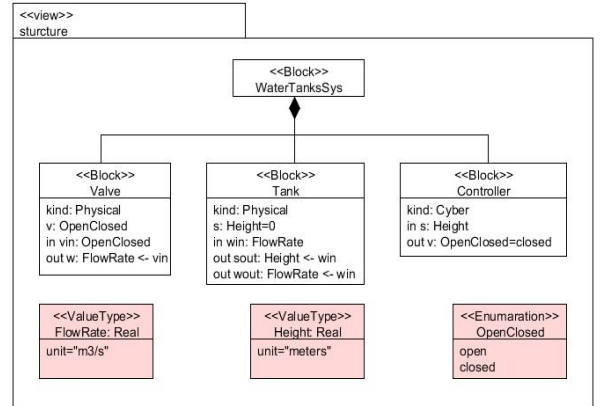 <<view>>
sturcture
<<Block>>
WaterTanksSys
<<Block>>
Valve
kind: Physical
v: OpenClosed
in vin: OpenClosed
out w: FlowRate <- vin
<<Block>>
Tank
kind: Physical
s: Height=0
in win: FlowRate
out sout: Height <- win
out wout: FlowRate <- win
<<Block>>
Controller
kind: Cyber
in s: Height
out v: OpenClosed=closed
<<ValueType>>
FlowRate: Real
unit="m3/s"
<<ValueType>>
Height: Real
unit="meters"
<<Enumaration>>
OpenClosed
open
closed